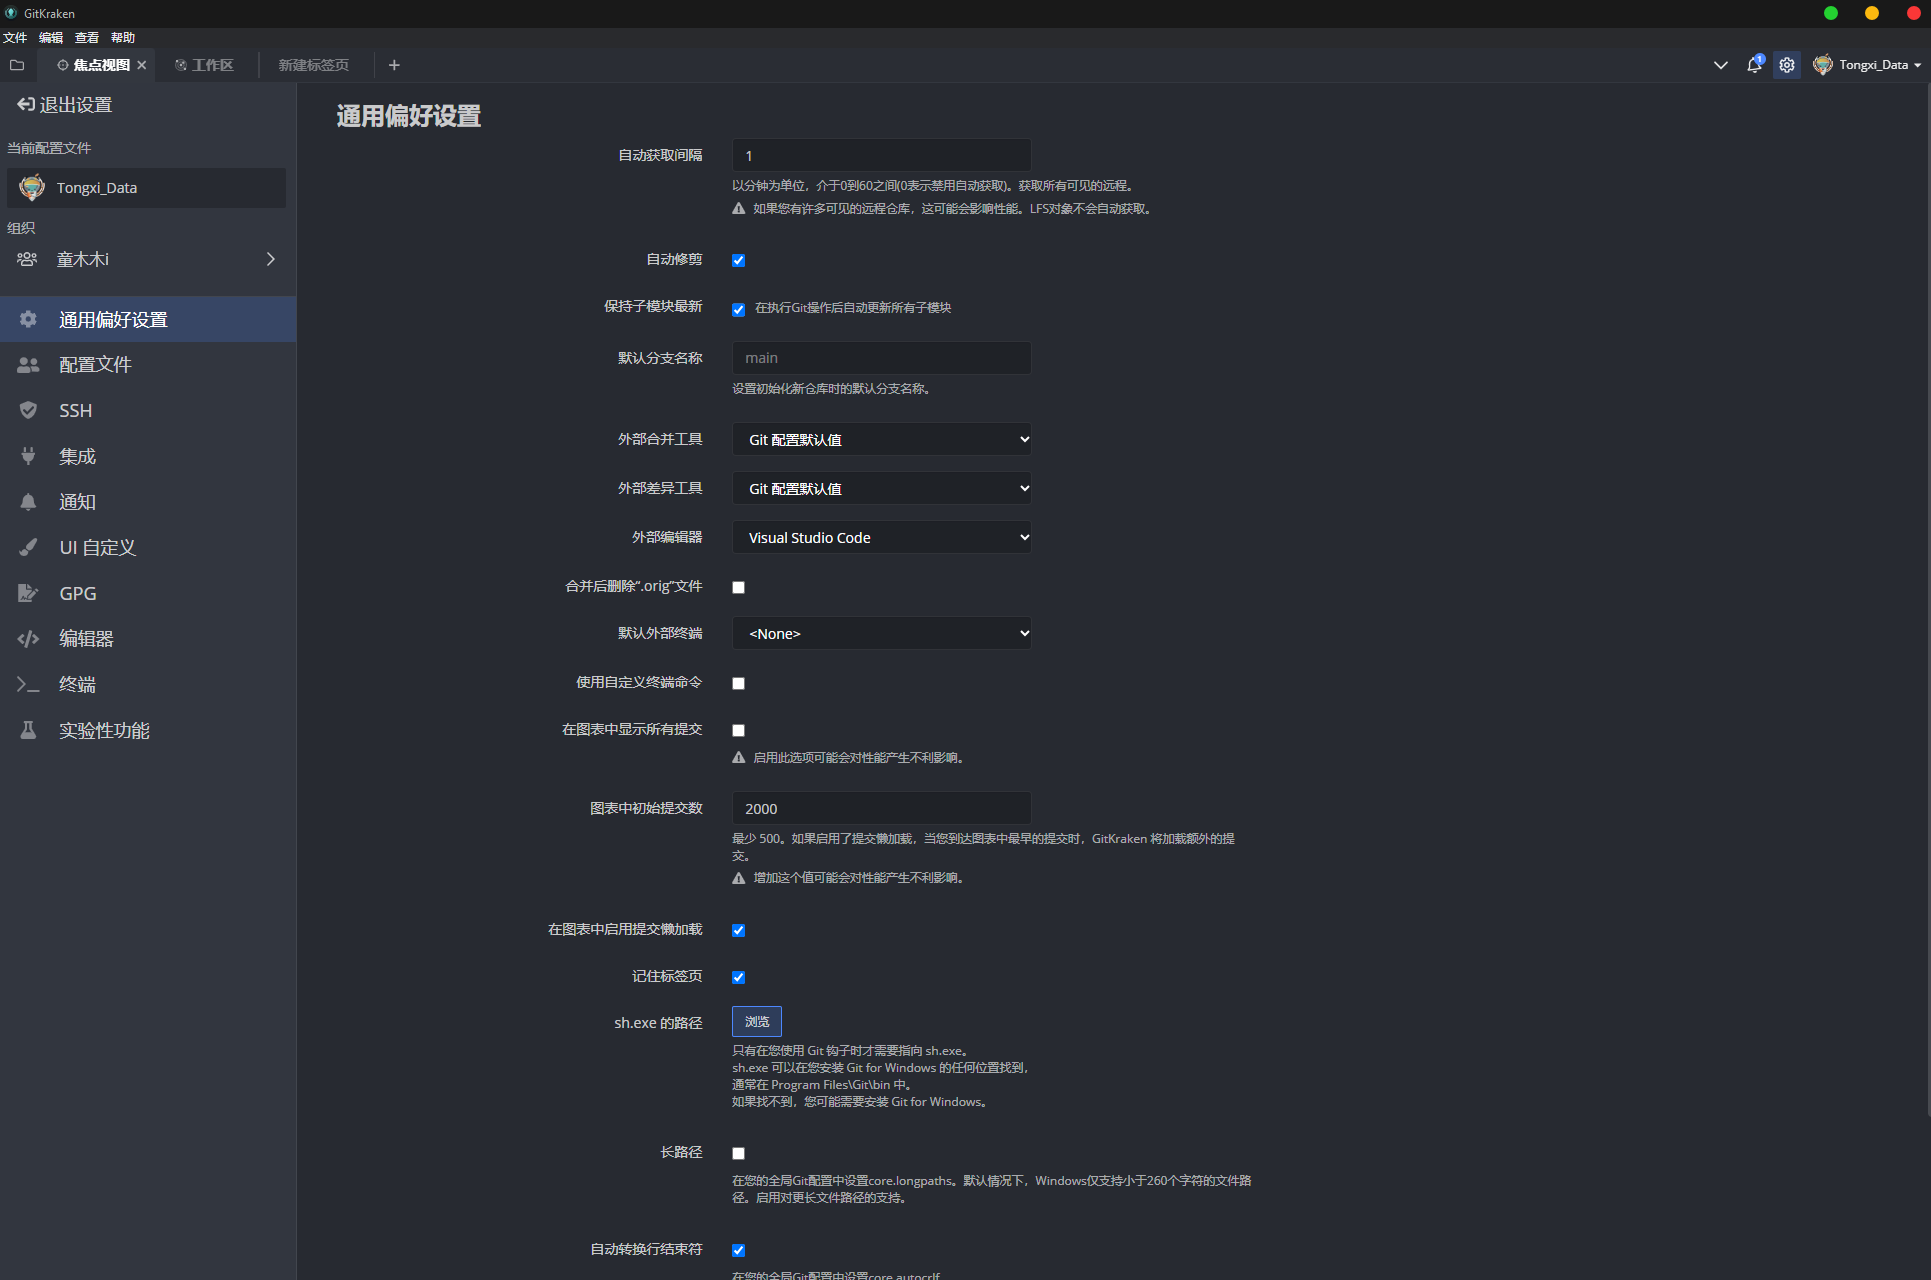 GitKraken
文件 编辑 查看 帮助
焦点视图 工作区 新建标签页
1
Tongxi_Data
退出设置
当前配置文件
Tongxi_Data
组织
童木木i
通用偏好设置
配置文件
SSH
集成
通知
UI 自定义
GPG
编辑器
终端
实验性功能
通用偏好设置
自动获取间隔 1
以分钟为单位，介于0到60之间(0表示禁用自动获取)。获取所有可见的远程。
如果您有许多可见的远程仓库，这可能会影响性能。LFS对象不会自动获取。
自动修剪
保持子模块最新 在执行Git操作后自动更新所有子模块
默认分支名称 main
设置初始化新仓库时的默认分支名称。
外部合并工具 Git 配置默认值
外部差异工具 Git 配置默认值
外部编辑器 Visual Studio Code
合并后删除“.orig”文件
默认外部终端 <None>
使用自定义终端命令
在图表中显示所有提交
启用此选项可能会对性能产生不利影响。
图表中初始提交数 2000
最少 500。如果启用了提交懒加载，当您到达图表中最早的提交时，GitKraken 将加载额外的提
交。
增加这个值可能会对性能产生不利影响。
在图表中启用提交懒加载
记住标签页
sh.exe 的路径 浏览
只有在您使用 Git 钩子时才需要指向 sh.exe。
sh.exe 可以在您安装 Git for Windows 的任何位置找到，
通常在 Program Files\Git\bin 中。
如果找不到，您可能需要安装 Git for Windows。
长路径
在您的全局Git配置中设置core.longpaths。默认情况下，Windows仅支持小于260个字符的文件路
径。启用对更长文件路径的支持。
自动转换行结束符
在您的全局Git配置中设置core.autocrlf